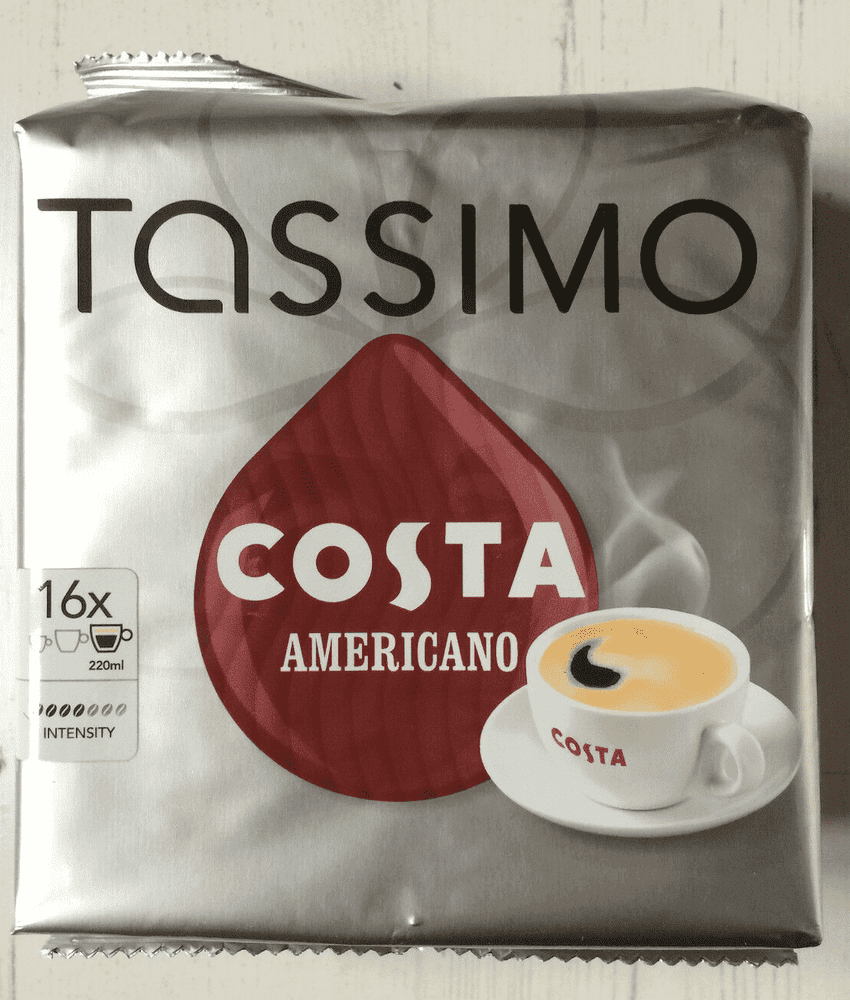 TASSIMO
COSTA
AMERICANO
16x
220ml
INTENSITY
COSTA